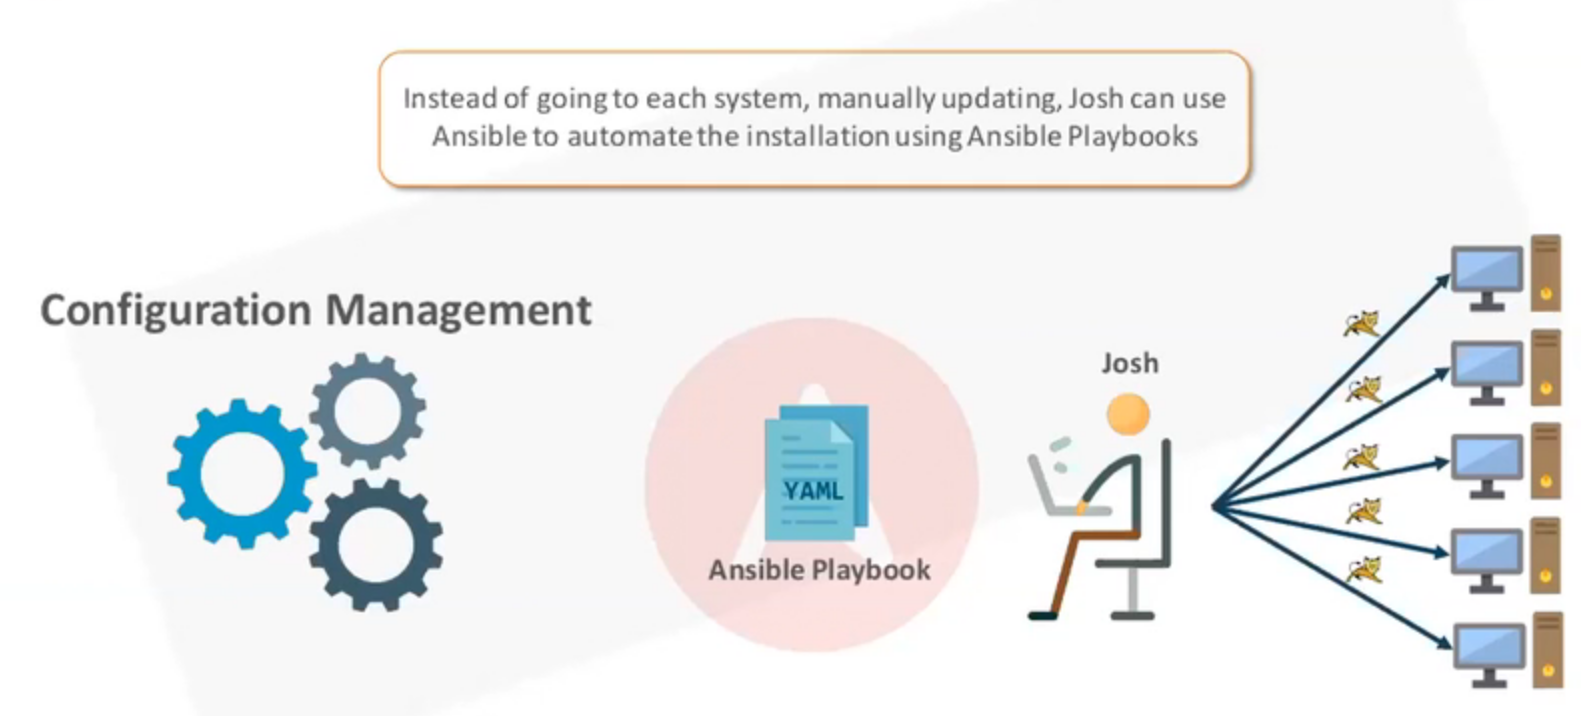 Instead of going to each system, manually updating, Josh can use
Ansible to automate the installation using Ansible Playbooks
Configuration Management
Josh
YAML
Ansible Playbook